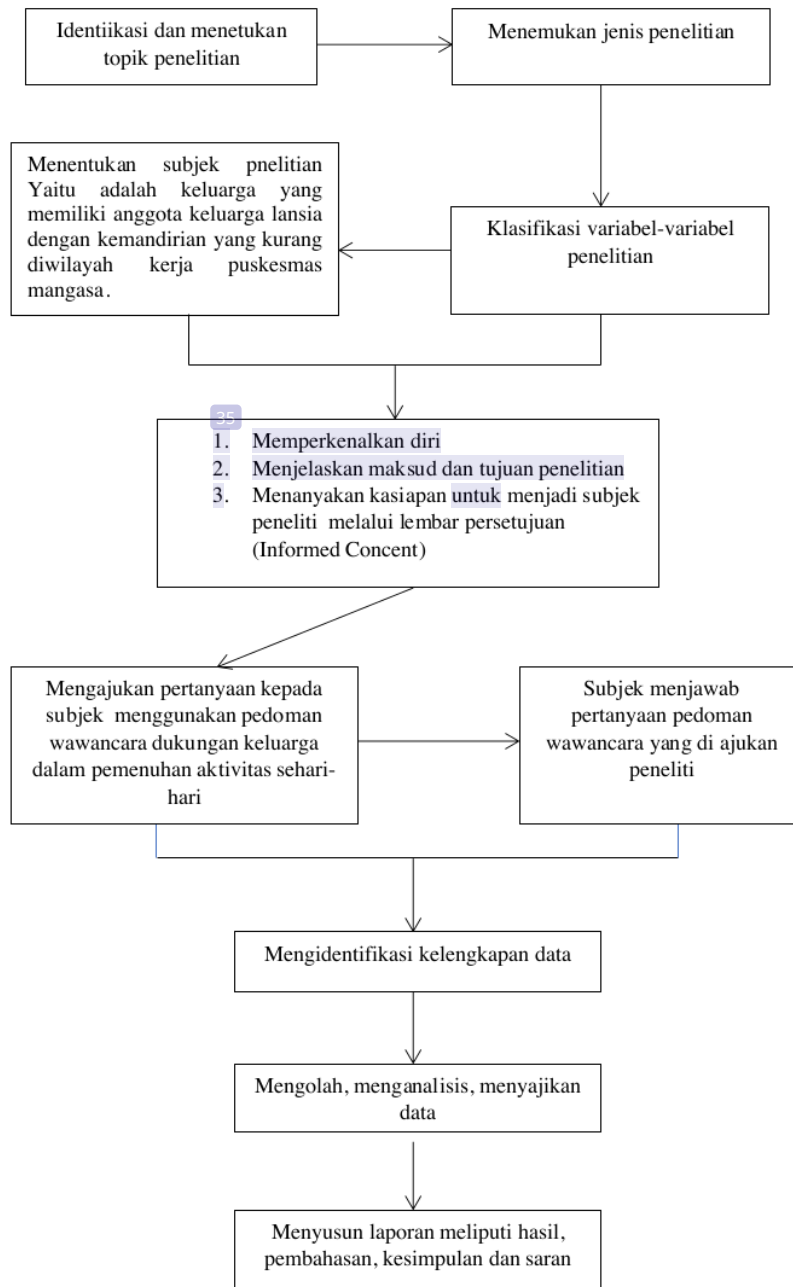 Identiikasi dan menetukan
topik penelitian
Menemukan jenis penelitian
Klasifikasi variabel-variabel
penelitian
Menentukan subjek pnelitian
Yaitu adalah keluarga yang
memiliki anggota keluarga lansia
dengan kemandirian yang kurang
diwilayah kerja puskesmas
mangasa.
35
1. Memperkenalkan diri
2. Menjelaskan maksud dan tujuan penelitian
3. Menanyakan kasiapan untuk menjadi subjek
peneliti melalui lembar persetujuan
(Informed Concent)
Mengajukan pertanyaan kepada
subjek menggunakan pedoman
wawancara dukungan keluarga
dalam pemenuhan aktivitas sehari-
hari
Subjek menjawab
pertanyaan pedoman
wawancara yang di ajukan
peneliti
Mengidentifikasi kelengkapan data
Mengolah, menganalisis, menyajikan
data
Menyusun laporan meliputi hasil,
pembahasan, kesimpulan dan saran